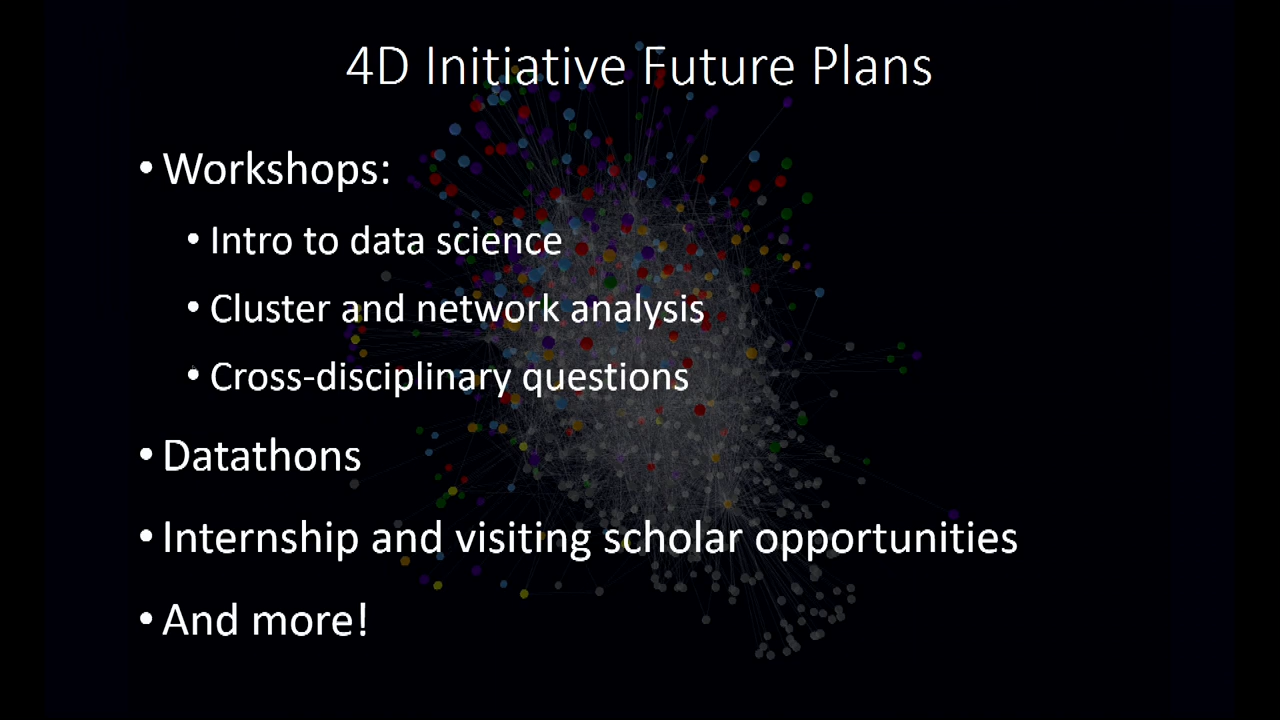 4D Initiative Future Plans
• Workshops:
• Intro to data science
• Cluster and network analysis
• Cross-disciplinary questions
• Datathons
• Internship and visiting scholar opportunities
• And more!